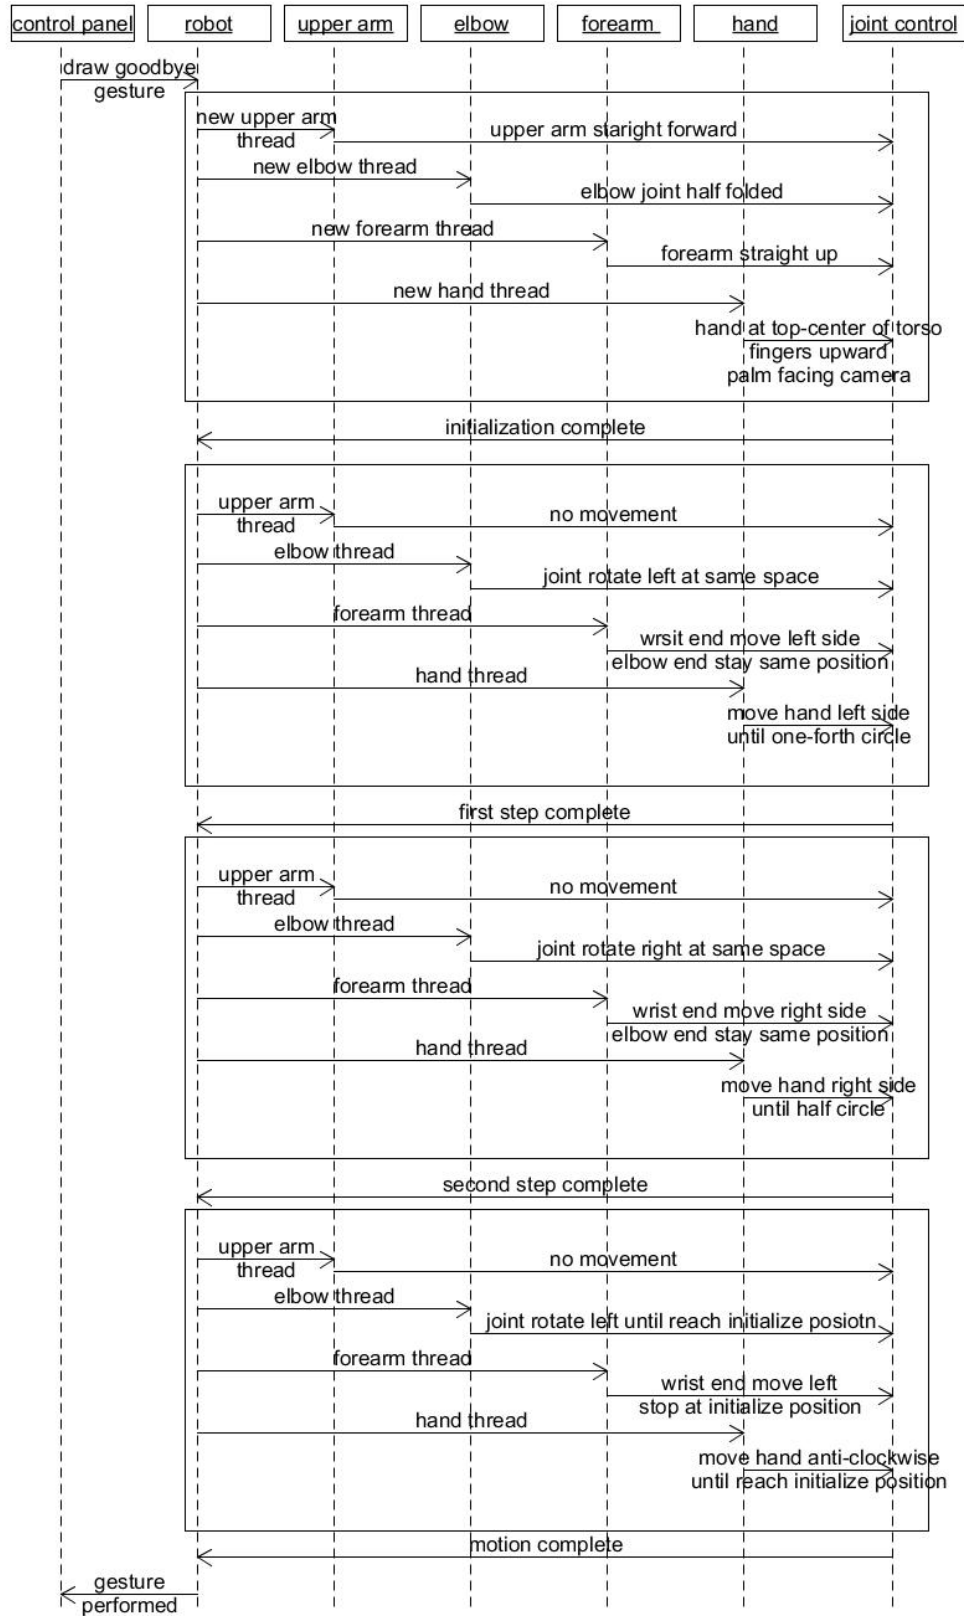 control panel robot upper arm elbow forearm hand joint control
draw goodbye
gesture
new upper arm
thread
upper arm staright forward
new elbow thread
elbow joint half folded
new forearm thread
forearm straight up
new hand thread
hand at top-center of torso
fingers upward
palm facing camera
initialization complete
upper arm
thread
no movement
elbow thread
joint rotate left at same space
forearm thread
wrsit end move left side
elbow end stay same position
hand thread
move hand left side
until one-forth circle
first step complete
upper arm
thread
no movement
elbow thread
joint rotate right at same space
forearm thread
wrist end move right side
elbow end stay same position
hand thread
move hand right side
until half circle
second step complete
upper arm
thread
no movement
elbow thread
joint rotate left until reach initialize posiotn
forearm thread
wrist end move left
stop at initialize position
hand thread
move hand anti-clockwise
until reach initialize position
motion complete
gesture
performed